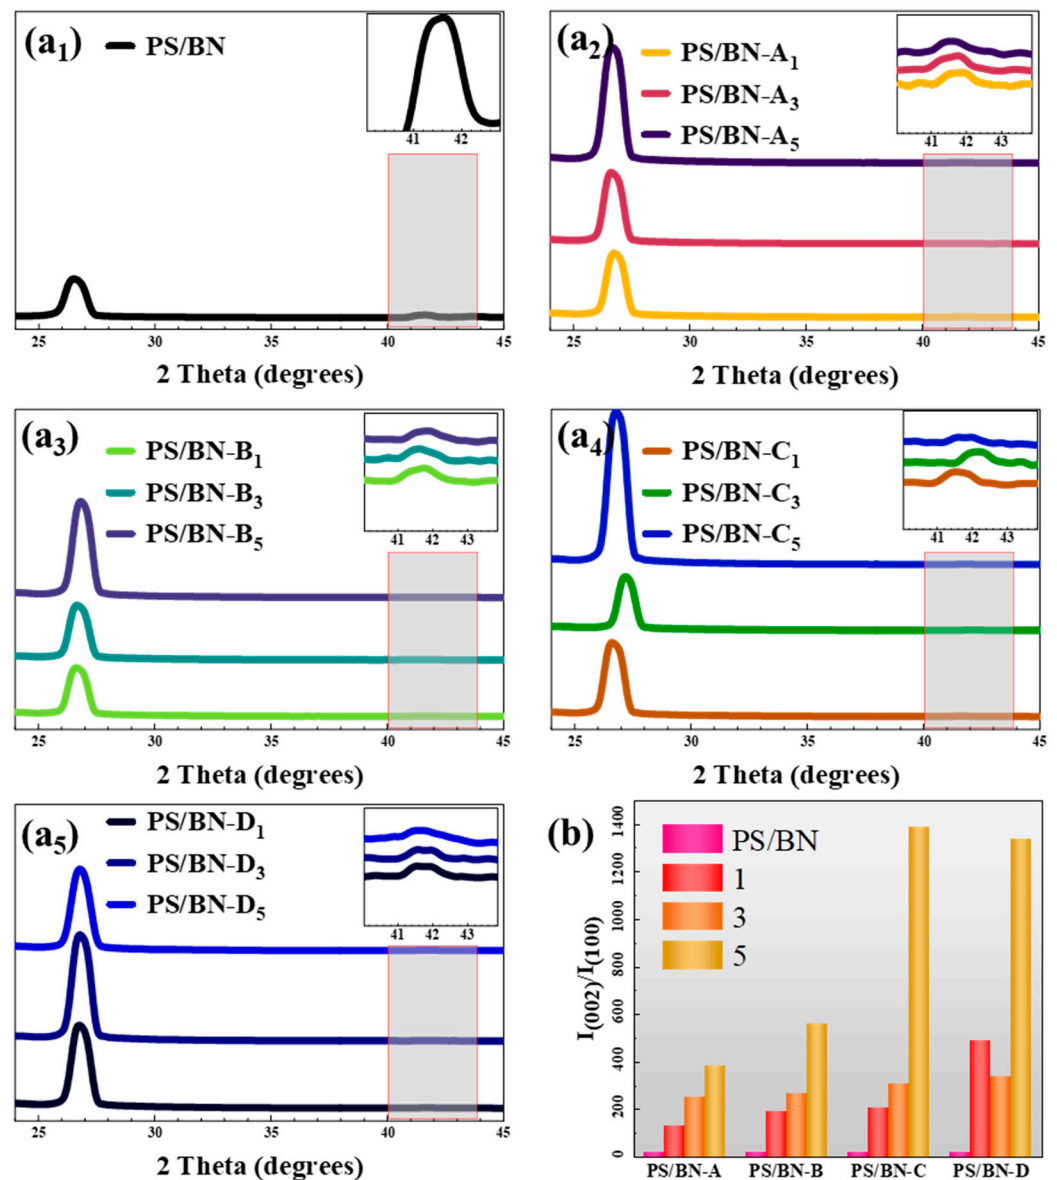 (a1)
PS/BN
41 42
25 30 35 40 45
2 Theta (degrees)
(a2)
PS/BN-A1
PS/BN-A3
PS/BN-A5
41 42 43
25 30 35 40 45
2 Theta (degrees)
(a3)
PS/BN-B1
PS/BN-B3
PS/BN-B5
41 42 43
25 30 35 40 45
2 Theta (degrees)
(a4)
PS/BN-C1
PS/BN-C3
PS/BN-C5
41 42 43
25 30 35 40 45
2 Theta (degrees)
(a5)
PS/BN-D1
PS/BN-D3
PS/BN-D5
41 42 43
25 30 35 40 45
2 Theta (degrees)
(b)
PS/BN
1
3
5
I(002)/I(100)
1400
1200
1000
800
600
400
200
0
PS/BN-A PS/BN-B PS/BN-C PS/BN-D